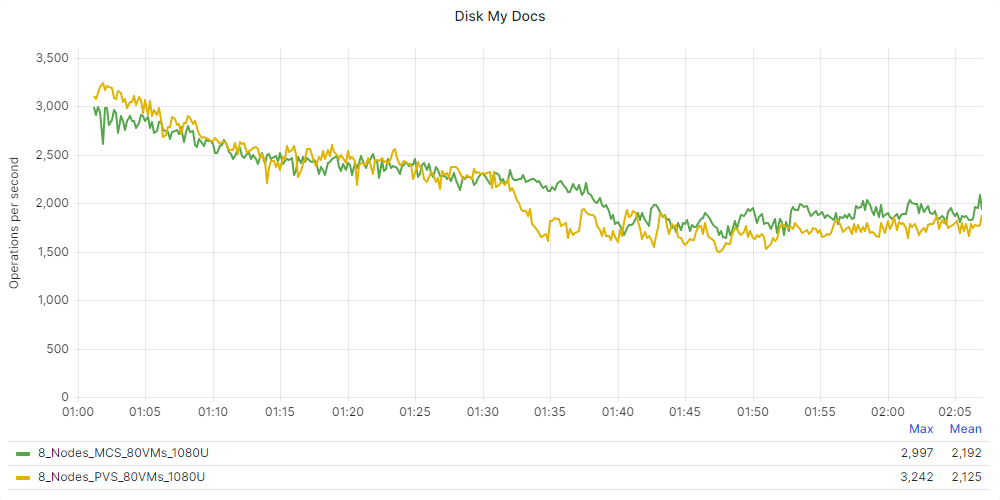 Disk My Docs
Operations per second
3,500
3,000
2,500
2,000
1,500
1,000
500
0
01:00 01:05 01:10 01:15 01:20 01:25 01:30 01:35 01:40 01:45 01:50 01:55 02:00 02:05
Max Mean
8_Nodes_MCS_80VMs_1080U 2,997 2,192
8_Nodes_PVS_80VMs_1080U 3,242 2,125